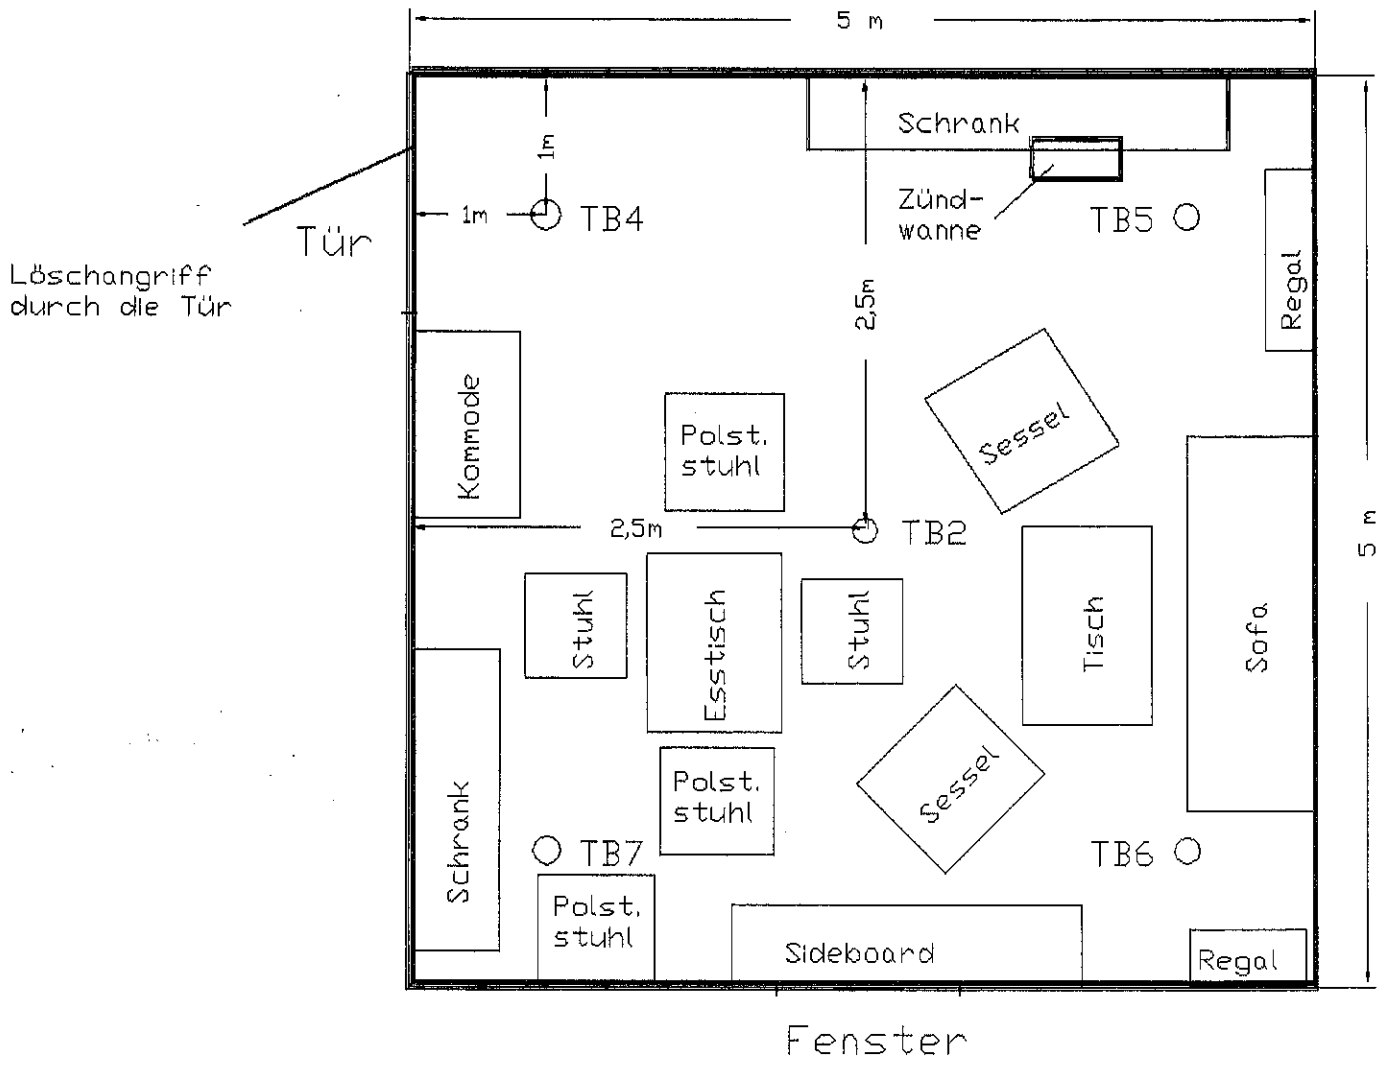 5 m
Schrank
1m
Zünd-
wanne
1m
TB4
TB5
Tür
Löschangriff
durch die Tür
Regal
2,5m
Kommode
Polst.
stuhl
Sessel
2,5m
TB2
5 m
Stuhl
Esstisch
Stuhl
Tisch
Sofa
Schrank
Polst.
stuhl
Sessel
TB7
TB6
Polst.
stuhl
Sideboard
Regal
Fenster